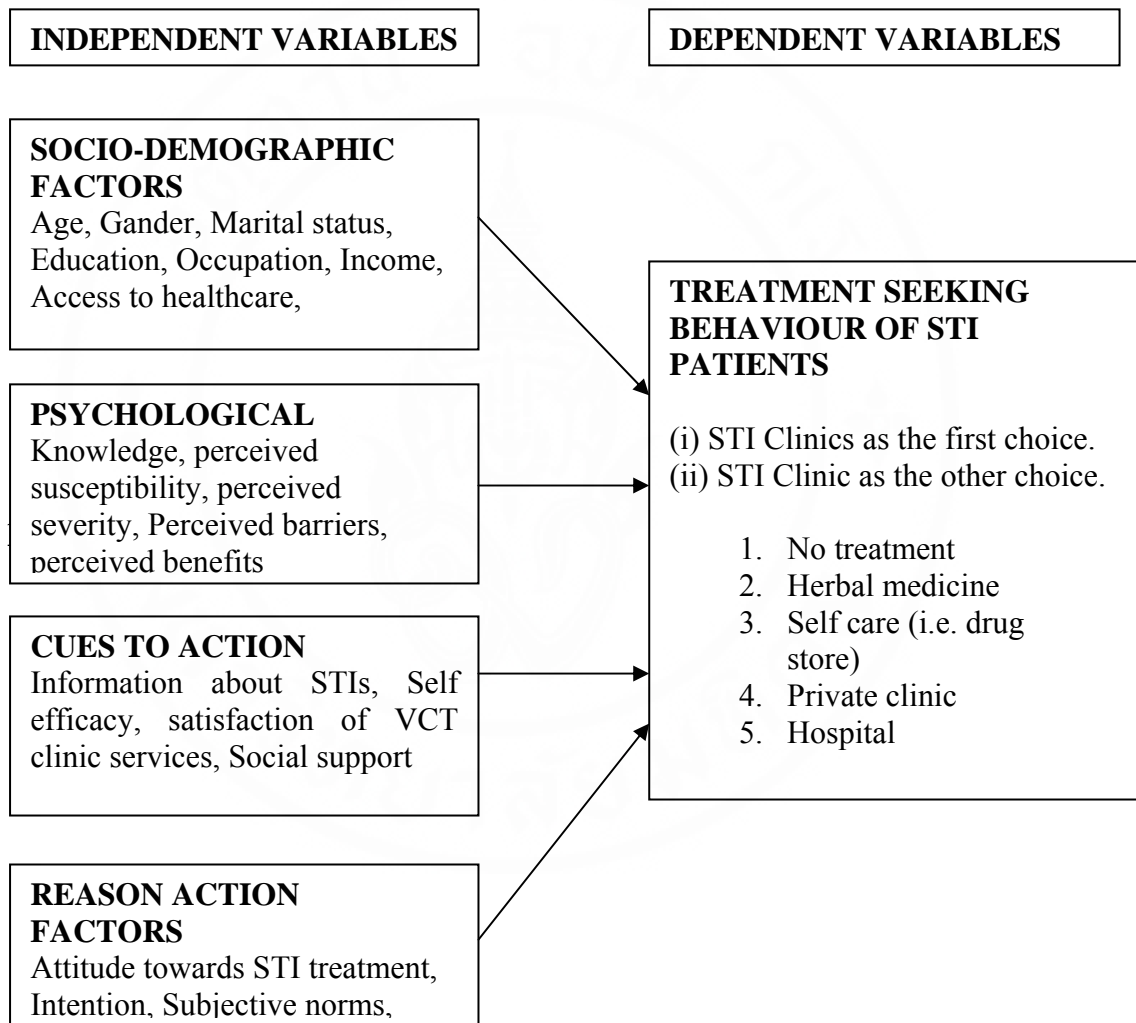 INDEPENDENT VARIABLES
DEPENDENT VARIABLES
SOCIO-DEMOGRAPHIC
FACTORS
Age, Gander, Marital status,
Education, Occupation, Income,
Access to healthcare,
PSYCHOLOGICAL
Knowledge, perceived
susceptibility, perceived
severity, Perceived barriers,
perceived benefits
CUES TO ACTION
Information about STIs, Self
efficacy, satisfaction of VCT
clinic services, Social support
REASON ACTION
FACTORS
Attitude towards STI treatment,
Intention, Subjective norms,
TREATMENT SEEKING
BEHAVIOUR OF STI
PATIENTS
(i) STI Clinics as the first choice.
(ii) STI Clinic as the other choice.
1. No treatment
2. Herbal medicine
3. Self care (i.e. drug
store)
4. Private clinic
5. Hospital